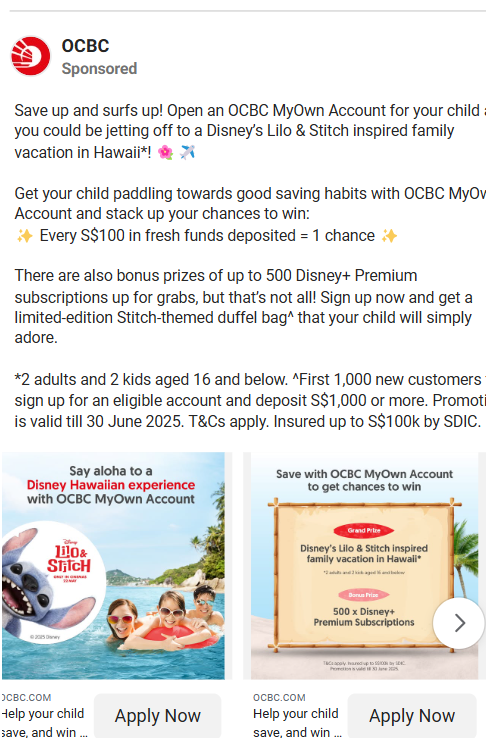 OCBC
Sponsored
Save up and surfs up! Open an OCBC MyOwn Account for your child
you could be jetting off to a Disney's Lilo & Stitch inspired family
vacation in Hawaii*! 🌺 ✈️
Get your child paddling towards good saving habits with OCBC MyOw
Account and stack up your chances to win:
✨ Every S$100 in fresh funds deposited = 1 chance ✨
There are also bonus prizes of up to 500 Disney+ Premium
subscriptions up for grabs, but that's not all! Sign up now and get a
limited-edition Stitch-themed duffel bag^ that your child will simply
adore.
*2 adults and 2 kids aged 16 and below. ^First 1,000 new customers
sign up for an eligible account and deposit S$1,000 or more. Promoti
is valid till 30 June 2025. T&Cs apply. Insured up to S$100k by SDIC.
Say aloha to a
Disney Hawaiian experience
with OCBC MyOwn Account
Disney
LILO &
STITCH
ONLY IN CINEMAS
22 MAY
© 2025 Disney
Save with OCBC MyOwn Account
to get chances to win
Grand Prize
Disney's Lilo & Stitch inspired
family vacation in Hawaii*
*2 adults and 2 kids aged 16 and below
Bonus Prize
500 x Disney+
Premium Subscriptions
T&Cs apply. Insured up to S$100k by SDIC.
Promotion is valid till 30 June 2025.
OCBC.COM
Help your child
save, and win ...
Apply Now
OCBC.COM
Help your child
save, and win ...
Apply Now